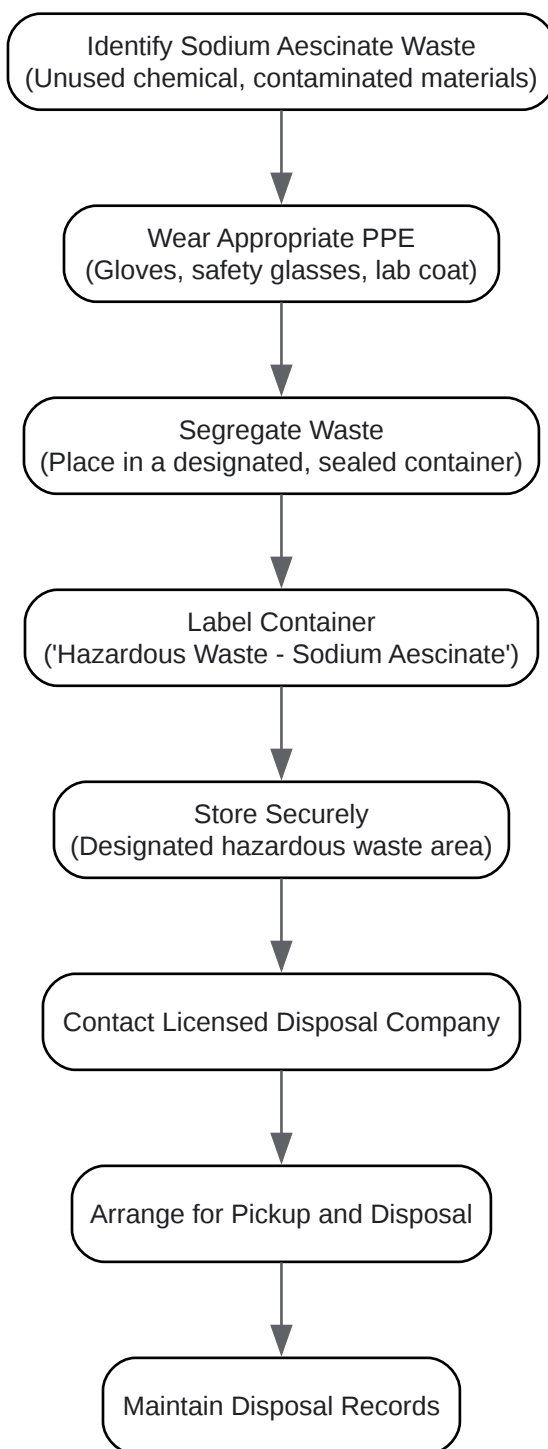 Identify Sodium Aescinate Waste
(Unused chemical, contaminated materials)
Wear Appropriate PPE
(Gloves, safety glasses, lab coat)
Segregate Waste
(Place in a designated, sealed container)
Label Container
('Hazardous Waste - Sodium Aescinate')
Store Securely
(Designated hazardous waste area)
Contact Licensed Disposal Company
Arrange for Pickup and Disposal
Maintain Disposal Records